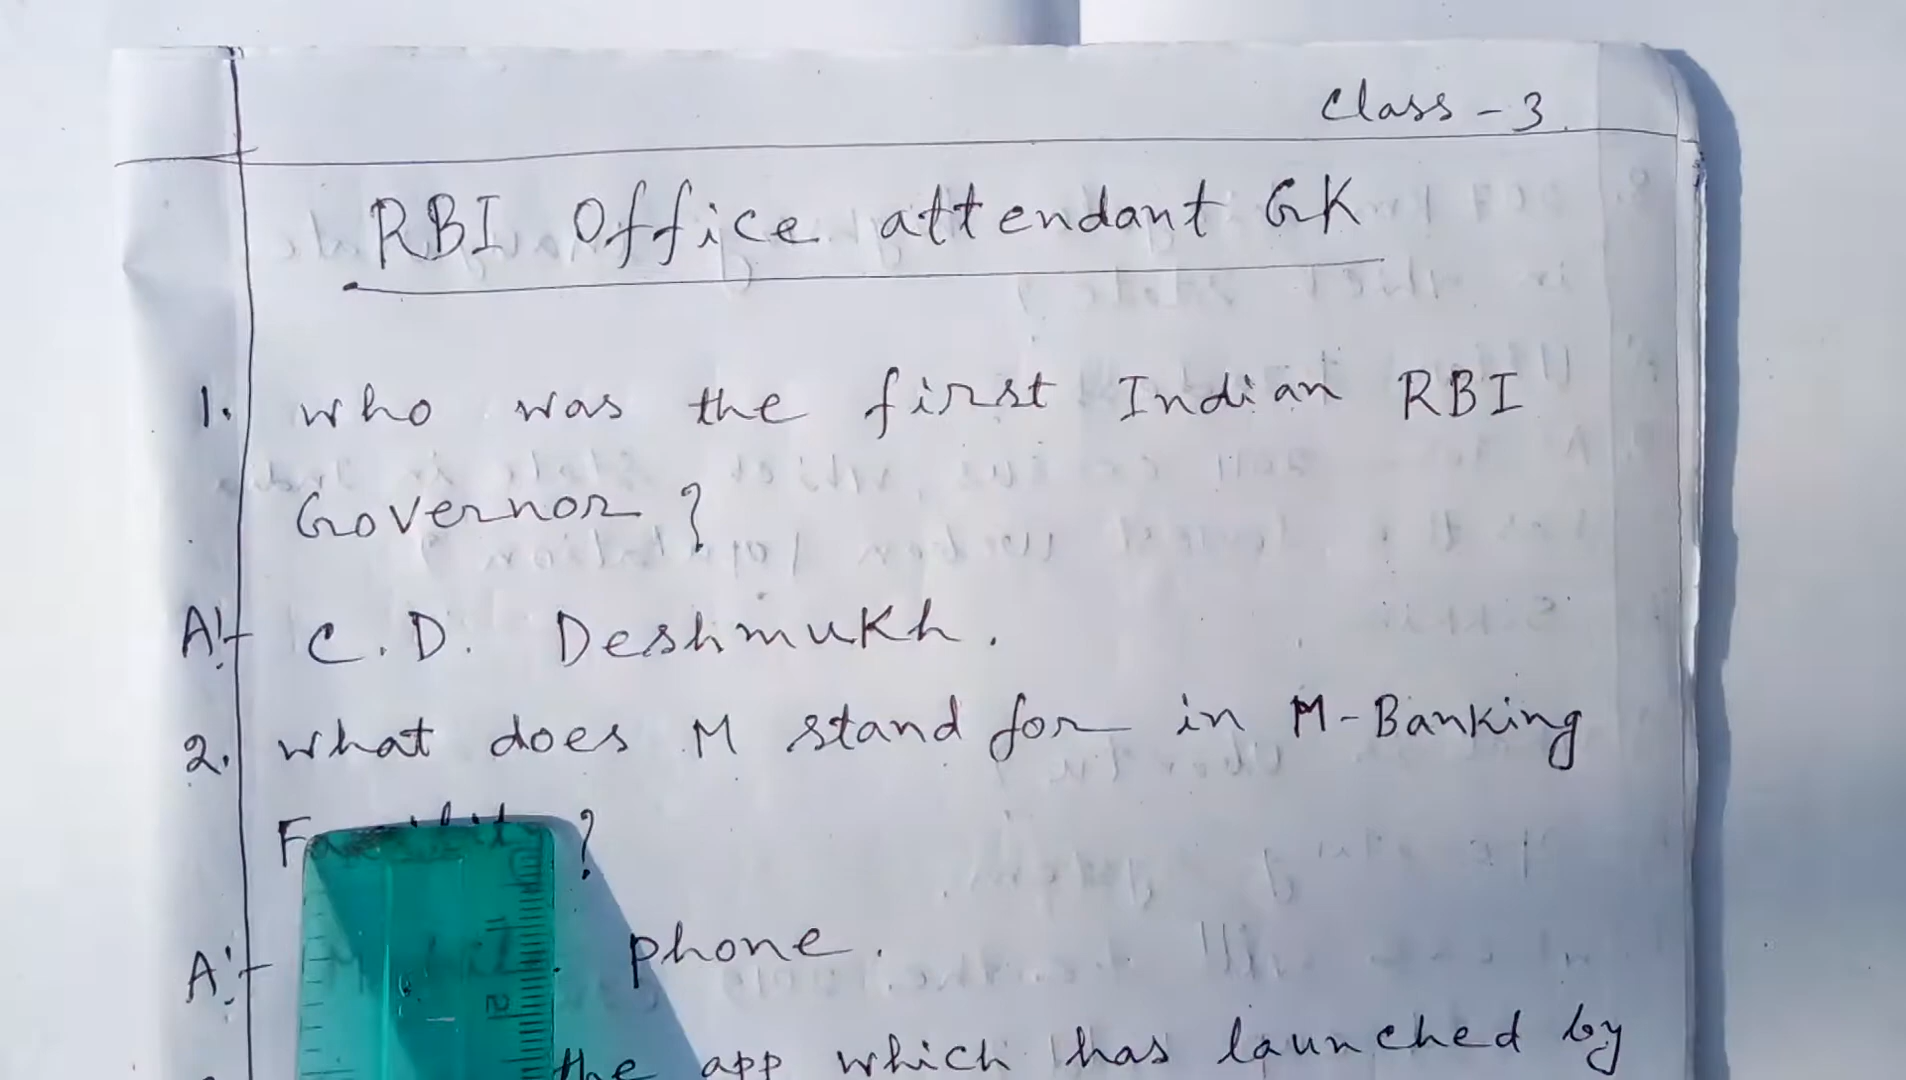 Class - 3.
RBI Office attendant GK
1. who was the first Indian RBI
Governor ?
A:- C.D. Deshmukh.
2. what does M stand for in M-Banking
Facility ?
A:- phone.
the app which has launched by